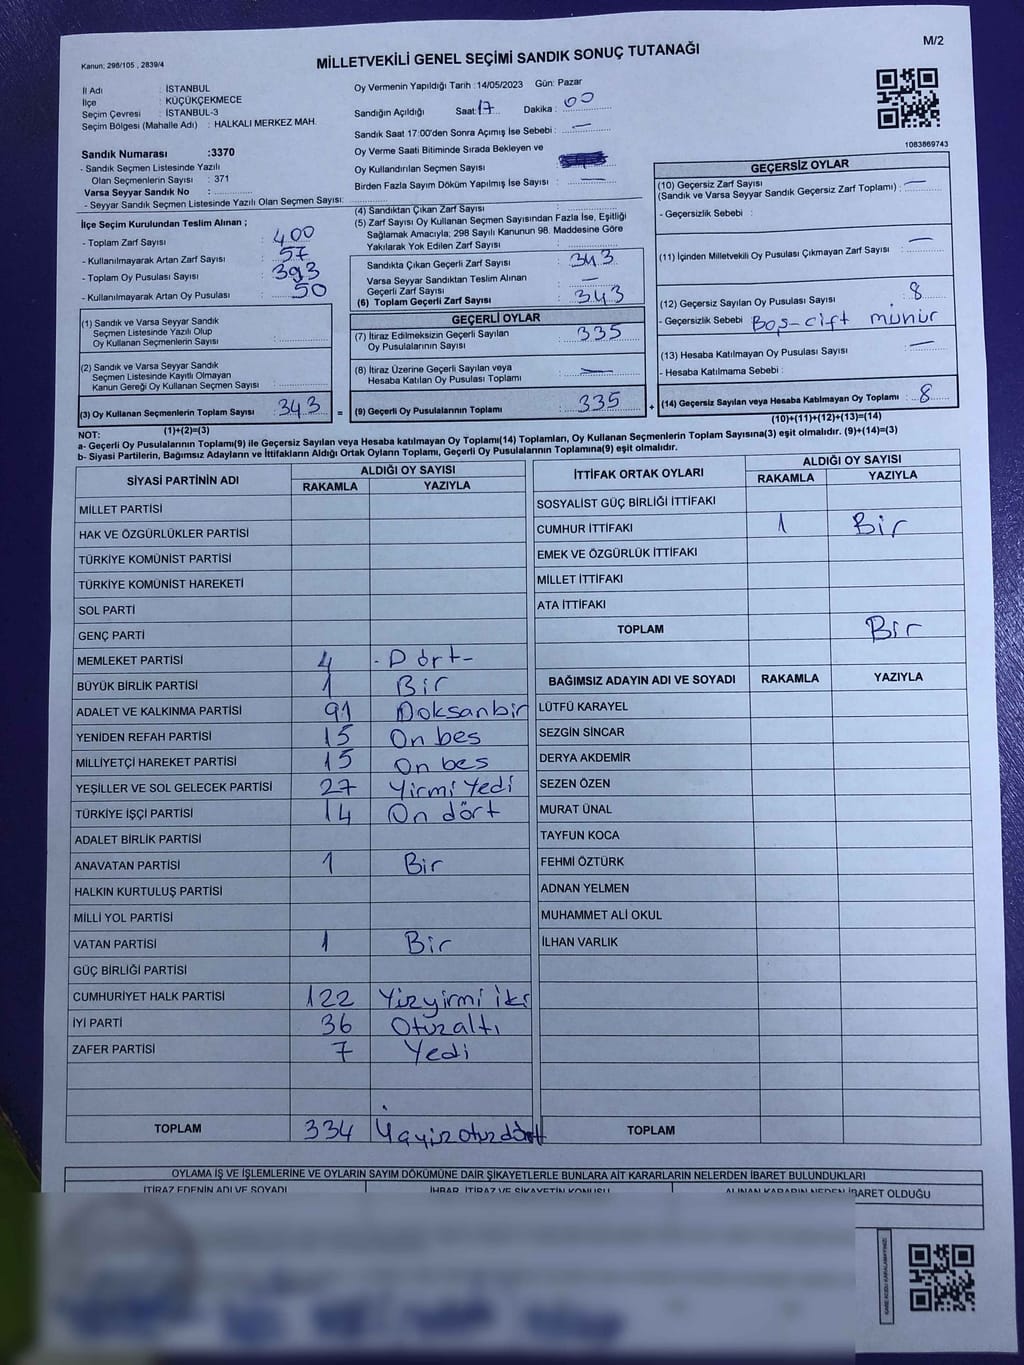 M/2
Kanun: 298/105 , 2839/4
MİLLETVEKİLİ GENEL SEÇİMİ SANDIK SONUÇ TUTANAĞI
İl Adı : İSTANBUL
İlçe : KÜÇÜKÇEKMECE
Seçim Çevresi : İSTANBUL-3
Seçim Bölgesi (Mahalle Adı) : HALKALI MERKEZ MAH.
Sandık Numarası :3370
- Sandık Seçmen Listesinde Yazılı
Olan Seçmenlerin Sayısı : 371
Varsa Seyyar Sandık No :
- Seyyar Sandık Seçmen Listesinde Yazılı Olan Seçmen Sayısı:
İlçe Seçim Kurulundan Teslim Alınan ;
- Toplam Zarf Sayısı : 400
- Kullanılmayarak Artan Zarf Sayısı : 57
- Toplam Oy Pusulası Sayısı : 393
- Kullanılmayarak Artan Oy Pusulası : 50
Oy Vermenin Yapıldığı Tarih :14/05/2023 Gün: Pazar
Sandığın Açıldığı Saat: 17 Dakika : 00
Sandık Saat 17:00'den Sonra Açımış İse Sebebi : —
Oy Verme Saati Bitiminde Sırada Bekleyen ve
Oy Kullandırılan Seçmen Sayısı
Birden Fazla Sayım Döküm Yapılmış İse Sayısı : —
(4) Sandıktan Çıkan Zarf Sayısı :
(5) Zarf Sayısı Oy Kullanan Seçmen Sayısından Fazla İse, Eşitliği
Sağlamak Amacıyla; 298 Sayılı Kanunun 98. Maddesine Göre
Yakılarak Yok Edilen Zarf Sayısı :
Sandıkta Çıkan Geçerli Zarf Sayısı : 343
Varsa Seyyar Sandıktan Teslim Alınan
Geçerli Zarf Sayısı : —
(6) Toplam Geçerli Zarf Sayısı : 343
1083869743
GEÇERSİZ OYLAR
(10) Geçersiz Zarf Sayısı
(Sandık ve Varsa Seyyar Sandık Geçersiz Zarf Toplamı) : —
- Geçersizlik Sebebi :
(11) İçinden Milletvekili Oy Pusulası Çıkmayan Zarf Sayısı —
(12) Geçersiz Sayılan Oy Pusulası Sayısı : 8
- Geçersizlik Sebebi Boş-çift mühür
(13) Hesaba Katılmayan Oy Pusulası Sayısı : —
- Hesaba Katılmama Sebebi :
(14) Geçersiz Sayılan veya Hesaba Katılmayan Oy Toplamı : 8
(10)+(11)+(12)+(13)=(14)
(1) Sandık ve Varsa Seyyar Sandık
Seçmen Listesinde Yazılı Olup
Oy Kullanan Seçmenlerin Sayısı :
(2) Sandık ve Varsa Seyyar Sandık
Seçmen Listesinde Kayıtlı Olmayan
Kanun Gereği Oy Kullanan Seçmen Sayısı :
(3) Oy Kullanan Seçmenlerin Toplam Sayısı : 343 =
(1)+(2)=(3)
GEÇERLİ OYLAR
(7) İtiraz Edilmeksizin Geçerli Sayılan
Oy Pusulalarının Sayısı : 335
(8) İtiraz Üzerine Geçerli Sayılan veya
Hesaba Katılan Oy Pusulası Toplamı : —
(9) Geçerli Oy Pusulalarının Toplamı : 335 +
NOT:
a- Geçerli Oy Pusulalarının Toplamı(9) ile Geçersiz Sayılan veya Hesaba katılmayan Oy Toplamı(14) Toplamları, Oy Kullanan Seçmenlerin Toplam Sayısına(3) eşit olmalıdır. (9)+(14)=(3)
b- Siyasi Partilerin, Bağımsız Adayların ve İttifakların Aldığı Ortak Oyların Toplamı, Geçerli Oy Pusulalarının Toplamına(9) eşit olmalıdır.
SİYASİ PARTİNİN ADI ALDIĞI OY SAYISI
RAKAMLA YAZIYLA
MİLLET PARTİSİ
HAK VE ÖZGÜRLÜKLER PARTİSİ
TÜRKİYE KOMÜNİST PARTİSİ
TÜRKİYE KOMÜNİST HAREKETİ
SOL PARTİ
GENÇ PARTİ
MEMLEKET PARTİSİ 4 - Dört-
BÜYÜK BİRLİK PARTİSİ 1 Bir
ADALET VE KALKINMA PARTİSİ 91 Doksanbir
YENİDEN REFAH PARTİSİ 15 On bes
MİLLİYETÇİ HAREKET PARTİSİ 15 On bes
YEŞİLLER VE SOL GELECEK PARTİSİ 27 Yirmi Yedi
TÜRKİYE İŞÇİ PARTİSİ 14 On dört
ADALET BİRLİK PARTİSİ
ANAVATAN PARTİSİ 1 Bir
HALKIN KURTULUŞ PARTİSİ
MİLLİ YOL PARTİSİ
VATAN PARTİSİ 1 Bir
GÜÇ BİRLİĞİ PARTİSİ
CUMHURİYET HALK PARTİSİ 122 Yüzyirmi iki
İYİ PARTİ 36 Otuzaltı
ZAFER PARTİSİ 7 Yedi
TOPLAM 334
İTTİFAK ORTAK OYLARI ALDIĞI OY SAYISI
RAKAMLA YAZIYLA
SOSYALİST GÜÇ BİRLİĞİ İTTİFAKI
CUMHUR İTTİFAKI 1 Bir
EMEK VE ÖZGÜRLÜK İTTİFAKI
MİLLET İTTİFAKI
ATA İTTİFAKI
TOPLAM Bir
BAĞIMSIZ ADAYIN ADI VE SOYADI RAKAMLA YAZIYLA
LÜTFÜ KARAYEL
SEZGİN SİNCAR
DERYA AKDEMİR
SEZEN ÖZEN
MURAT ÜNAL
TAYFUN KOCA
FEHMİ ÖZTÜRK
ADNAN YELMEN
MUHAMMET ALİ OKUL
İLHAN VARLIK
TOPLAM
OYLAMA İŞ VE İŞLEMLERİNE VE OYLARIN SAYIM DÖKÜMÜNE DAİR ŞİKAYETLERLE BUNLARA AİT KARARLARIN NELERDEN İBARET BULUNDUKLARI
İTİRAZ EDENİN ADI VE SOYADI İHBAR, İTİRAZ VE ŞİKAYETİN KONUSU ALINAN KARARIN NEDEN İBARET OLDUĞU